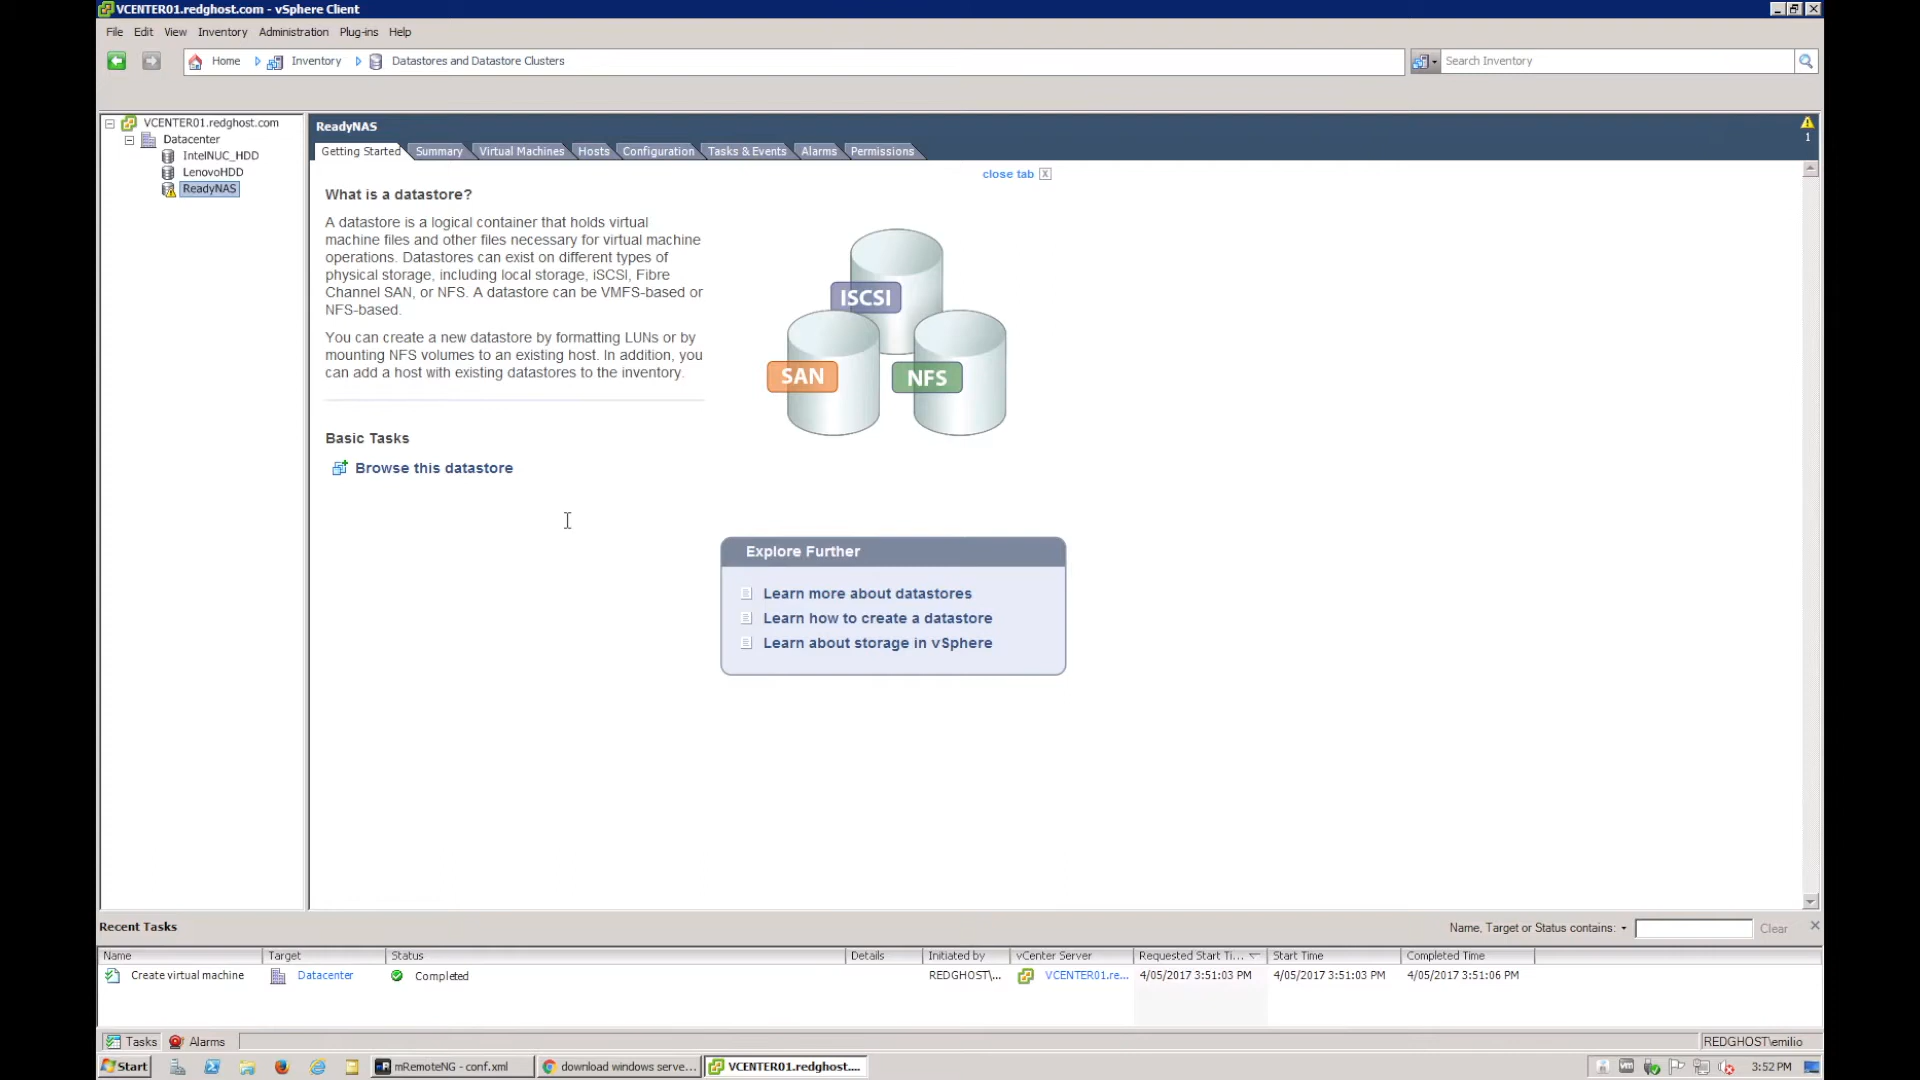 VCENTER01.redghost.com - vSphere Client
File Edit View Inventory Administration Plug-ins Help
Home Inventory Datastores and Datastore Clusters
Search Inventory
VCENTER01.redghost.com
Datacenter
IntelNUC_HDD
LenovoHDD
ReadyNAS
ReadyNAS
1
Getting Started Summary Virtual Machines Hosts Configuration Tasks & Events Alarms Permissions
close tab X
What is a datastore?
A datastore is a logical container that holds virtual
machine files and other files necessary for virtual machine
operations. Datastores can exist on different types of
physical storage, including local storage, iSCSI, Fibre
Channel SAN, or NFS. A datastore can be VMFS-based or
NFS-based.
You can create a new datastore by formatting LUNs or by
mounting NFS volumes to an existing host. In addition, you
can add a host with existing datastores to the inventory.
ISCSI
SAN
NFS
Basic Tasks
Browse this datastore
Explore Further
Learn more about datastores
Learn how to create a datastore
Learn about storage in vSphere
Recent Tasks
Name, Target or Status contains:
Clear
Name Target Status Details Initiated by vCenter Server Requested Start Ti... Start Time Completed Time
Create virtual machine Datacenter Completed REDGHOST\... VCENTER01.re... 4/05/2017 3:51:03 PM 4/05/2017 3:51:03 PM 4/05/2017 3:51:06 PM
Tasks Alarms
REDGHOST\emilio
Start
mRemoteNG - conf.xml
download windows serve...
VCENTER01.redghost....
3:52 PM